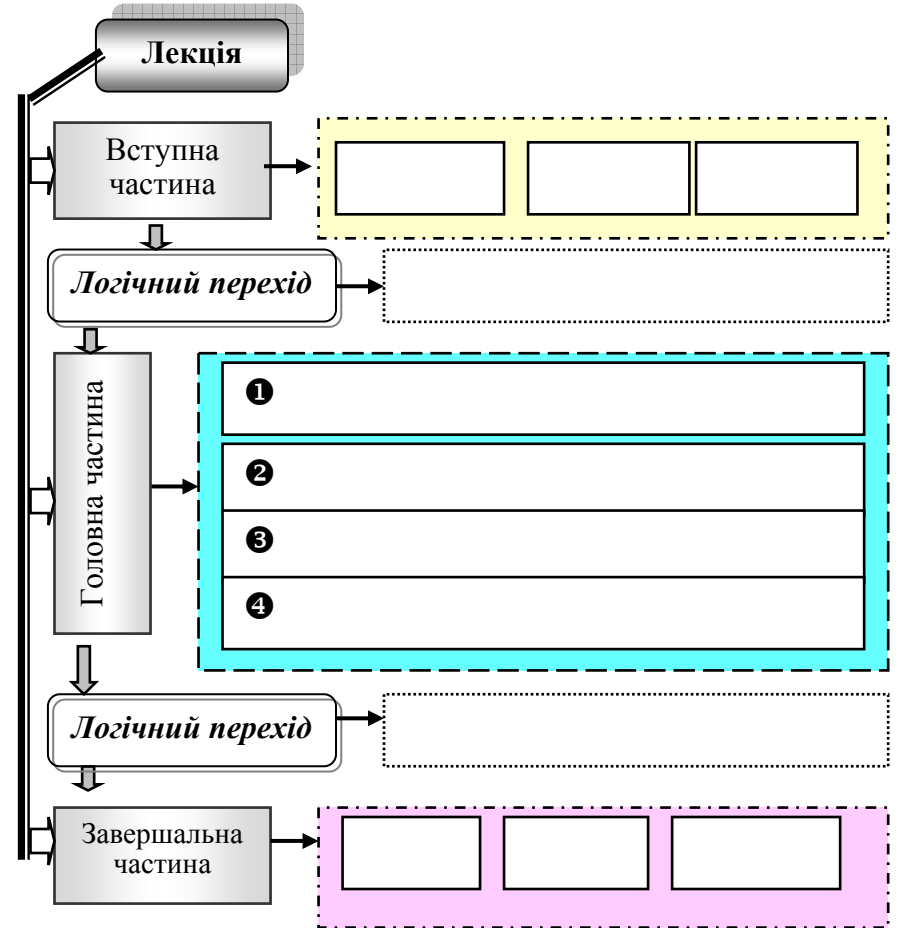 Лекція
Вступна
частина
Логічний перехід
Головна частина
❶
❷
❸
❹
Логічний перехід
Завершальна
частина